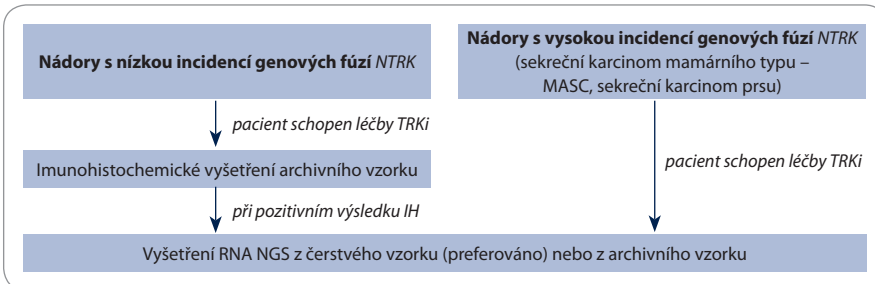 Nádory s nízkou incidencí genových fúzí NTRK
pacient schopen léčby TRKi
Imunohistochemické vyšetření archivního vzorku
při pozitivním výsledku IH
Nádory s vysokou incidencí genových fúzí NTRK
(sekreční karcinom mamárního typu –
MASC, sekreční karcinom prsu)
pacient schopen léčby TRKi
Vyšetření RNA NGS z čerstvého vzorku (preferováno) nebo z archivního vzorku